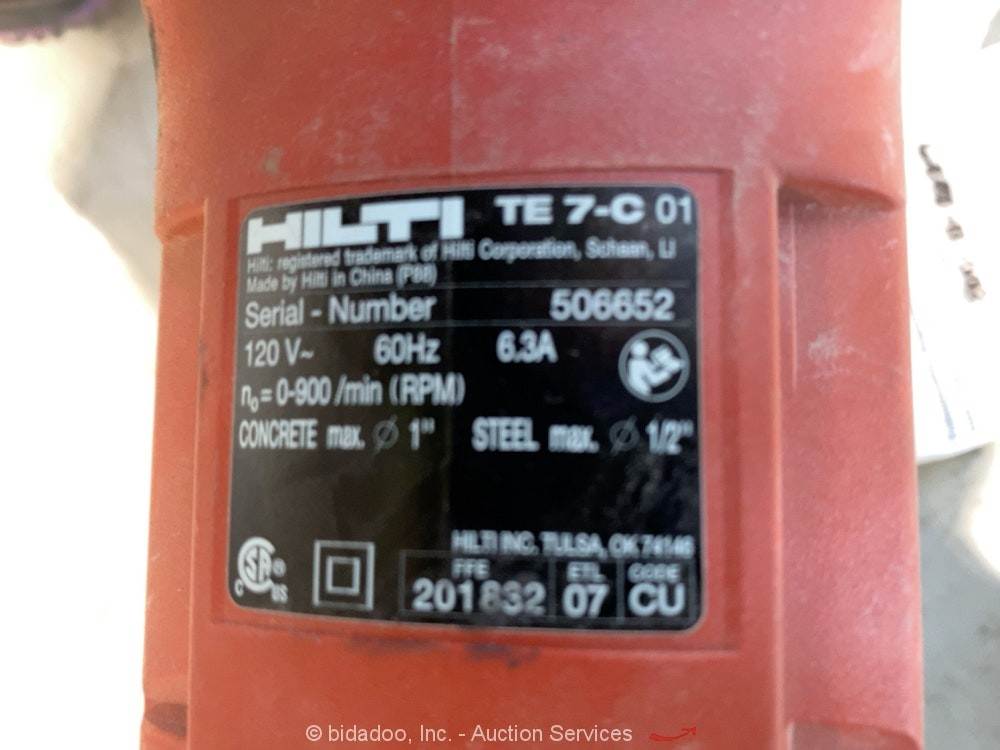 HILTI TE 7-C 01
Hilti: registered trademark of Hilti Corporation, Schaan, LI
Made by Hilti in China (P88)
Serial - Number 506652
120 V~ 60Hz 6.3A
n₀ = 0-900 /min (RPM)
CONCRETE max. Ø 1" STEEL max. Ø 1/2"
HILTI INC. TULSA, OK 74146
FFE ETL CODE
201832 07 CU
C SA ® US
© bidadoo, Inc. - Auction Services